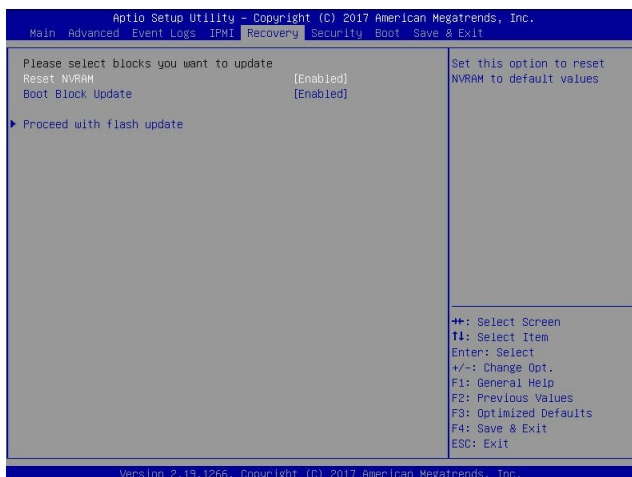 Aptio Setup Utility – Copyright (C) 2017 American Megatrends, Inc.
Main Advanced Event Logs IPMI Recovery Security Boot Save & Exit
Please select blocks you want to update
Reset NVRAM [Enabled]
Boot Block Update [Enabled]
Proceed with flash update
Set this option to reset
NVRAM to default values
→←: Select Screen
↑↓: Select Item
Enter: Select
+/-: Change Opt.
F1: General Help
F2: Previous Values
F3: Optimized Defaults
F4: Save & Exit
ESC: Exit
Version 2.19.1266. Copyright (C) 2017 American Megatrends, Inc.